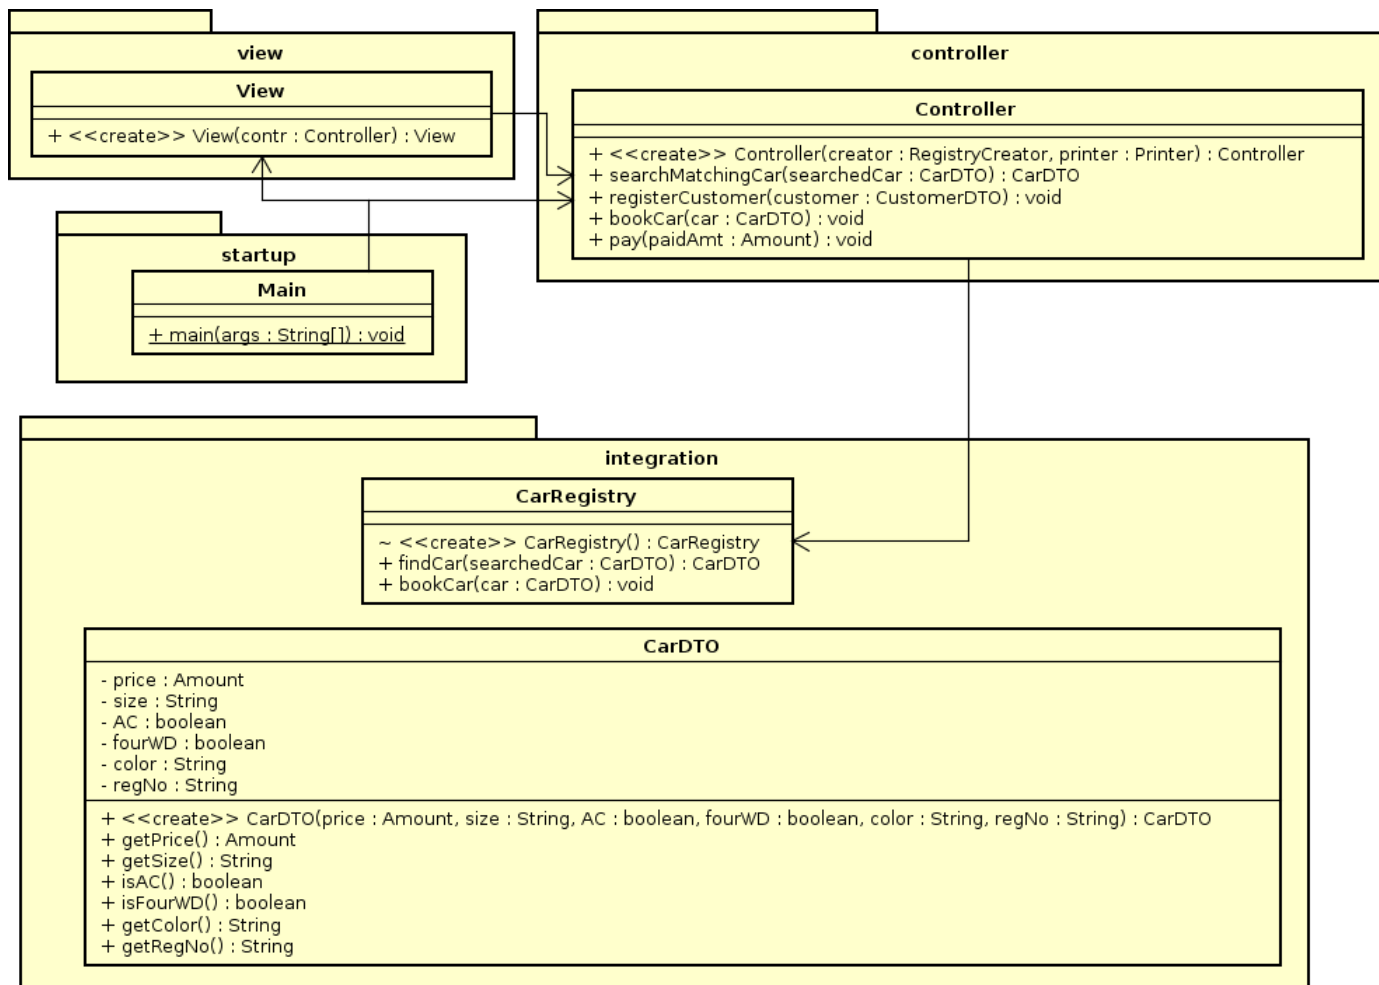 view
View
+ <<create>> View(contr : Controller) : View
controller
Controller
+ <<create>> Controller(creator : RegistryCreator, printer : Printer) : Controller
+ searchMatchingCar(searchedCar : CarDTO) : CarDTO
+ registerCustomer(customer : CustomerDTO) : void
+ bookCar(car : CarDTO) : void
+ pay(paidAmt : Amount) : void
startup
Main
+ main(args : String[]) : void
integration
CarRegistry
~ <<create>> CarRegistry() : CarRegistry
+ findCar(searchedCar : CarDTO) : CarDTO
+ bookCar(car : CarDTO) : void
CarDTO
- price : Amount
- size : String
- AC : boolean
- fourWD : boolean
- color : String
- regNo : String
+ <<create>> CarDTO(price : Amount, size : String, AC : boolean, fourWD : boolean, color : String, regNo : String) : CarDTO
+ getPrice() : Amount
+ getSize() : String
+ isAC() : boolean
+ isFourWD() : boolean
+ getColor() : String
+ getRegNo() : String